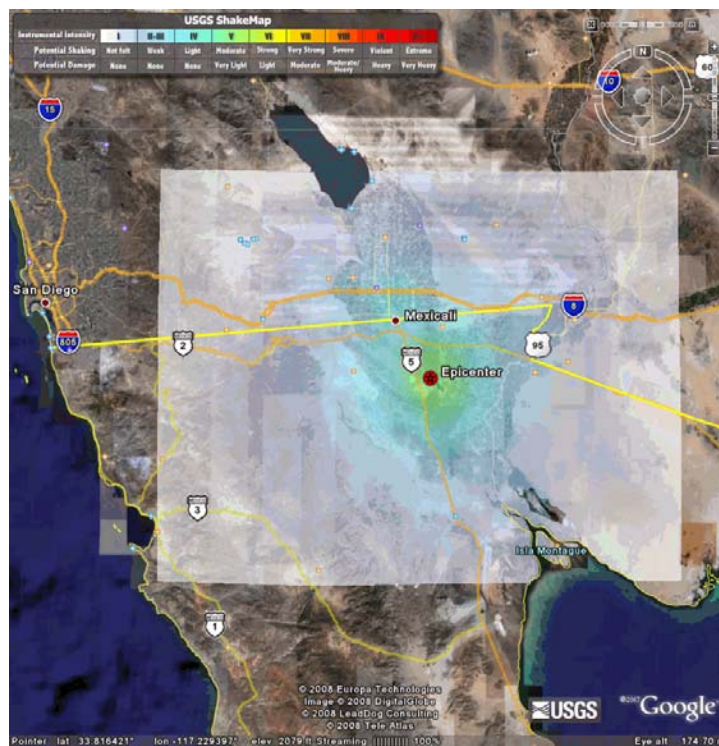 USGS ShakeMap
Instrumental Intensity I II-III IV V VI VII VIII
Potential Shaking Not felt Weak Light Moderate Strong Very Strong Severe Violent Extreme
Potential Damage None None None Very Light Light Moderate Moderate/Heavy Heavy Very Heavy
N
60
10
15
San Diego
Mexicali
8
805
2
5
95
Epicenter
3
Isla Montague
1
© 2008 Europa Technologies
Image © 2008 DigitalGlobe
© 2008 LeadDog Consulting
© 2008 Tele Atlas
USGS
Google
Pointer lat 33.816421° lon -117.229397° elev 2079 ft Streaming |||||||||| 100% Eye alt 174.70